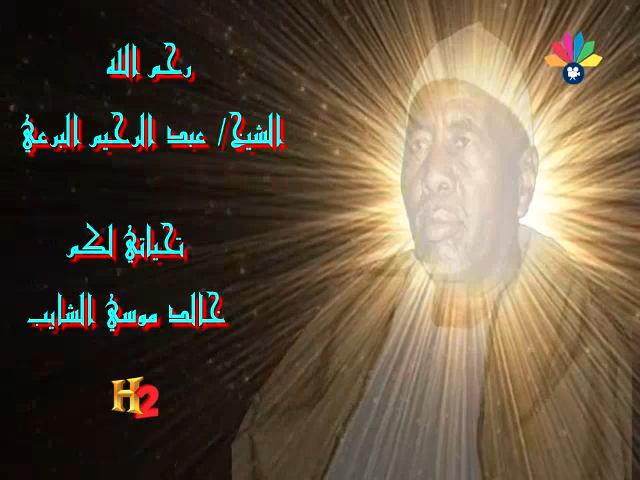 رحم الله
الشيخ/ عبد الرحيم البرعي
تحياتي لكم
خالد موسى الشايب
H2